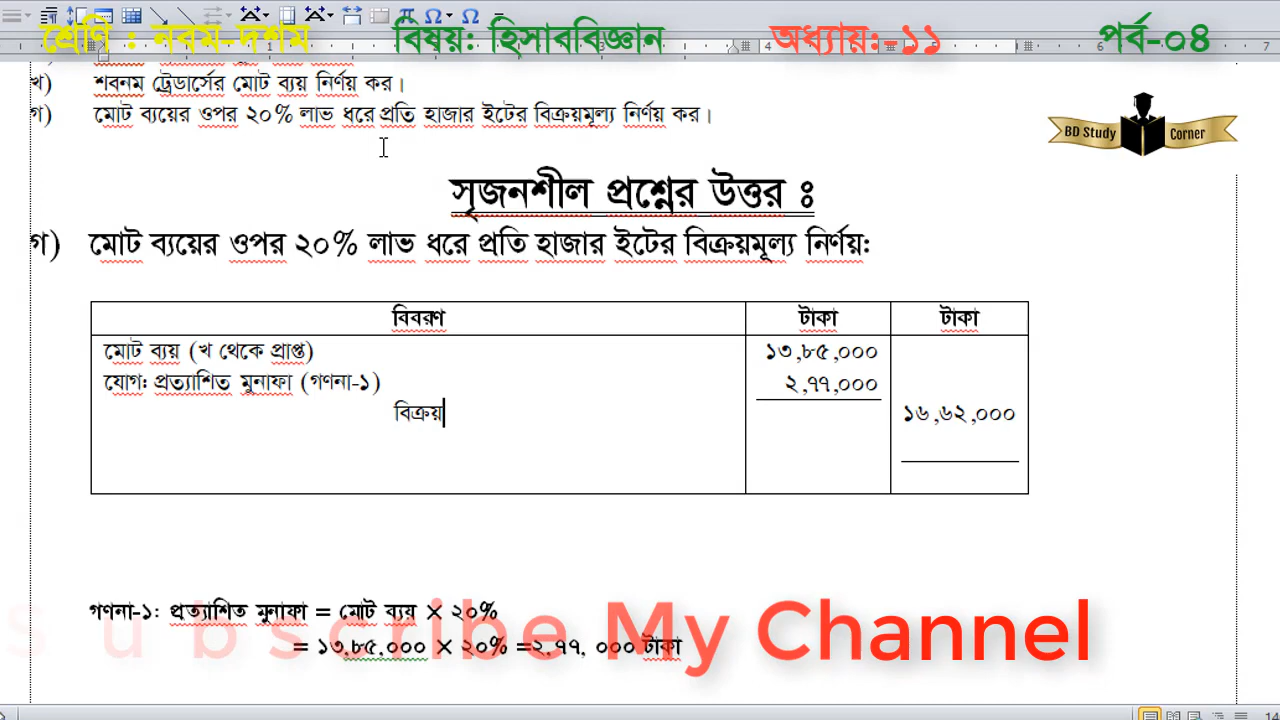 শ্রেণি : নবম-দশম বিষয়: হিসাববিজ্ঞান অধ্যায়:-১১ পর্ব-০৪
খ) শবনম ট্রেডার্সের মোট ব্যয় নির্ণয় কর।
গ) মোট ব্যয়ের ওপর ২০% লাভ ধরে প্রতি হাজার ইটের বিক্রয়মূল্য নির্ণয় কর।
BD Study Corner
সৃজনশীল প্রশ্নের উত্তর ঃ
গ) মোট ব্যয়ের ওপর ২০% লাভ ধরে প্রতি হাজার ইটের বিক্রয়মূল্য নির্ণয়:
বিবরণ টাকা টাকা
মোট ব্যয় (খ থেকে প্রাপ্ত) ১৩,৮৫,০০০
যোগঃ প্রত্যাশিত মুনাফা (গণনা-১) ২,৭৭,০০০
বিক্রয় ১৬,৬২,০০০
গণনা-১: প্রত্যাশিত মুনাফা = মোট ব্যয় × ২০%
Subscribe My Channel
= ১৩,৮৫,০০০ × ২০% =২,৭৭, ০০০ টাকা